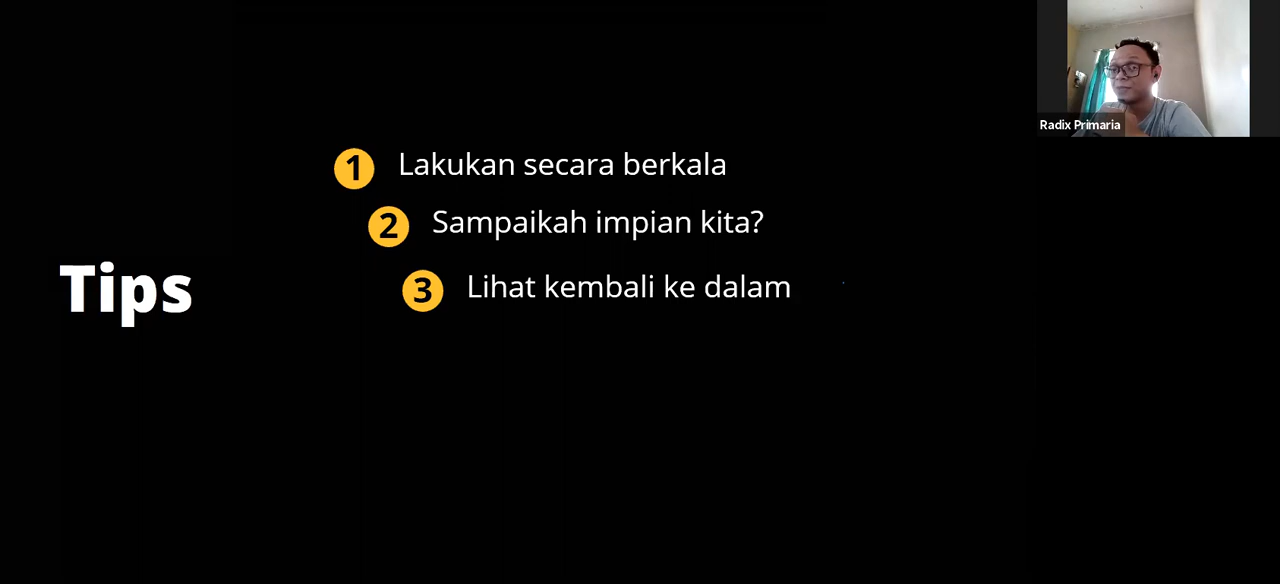 Radix Primaria
1 Lakukan secara berkala
2 Sampaikah impian kita?
Tips
3 Lihat kembali ke dalam